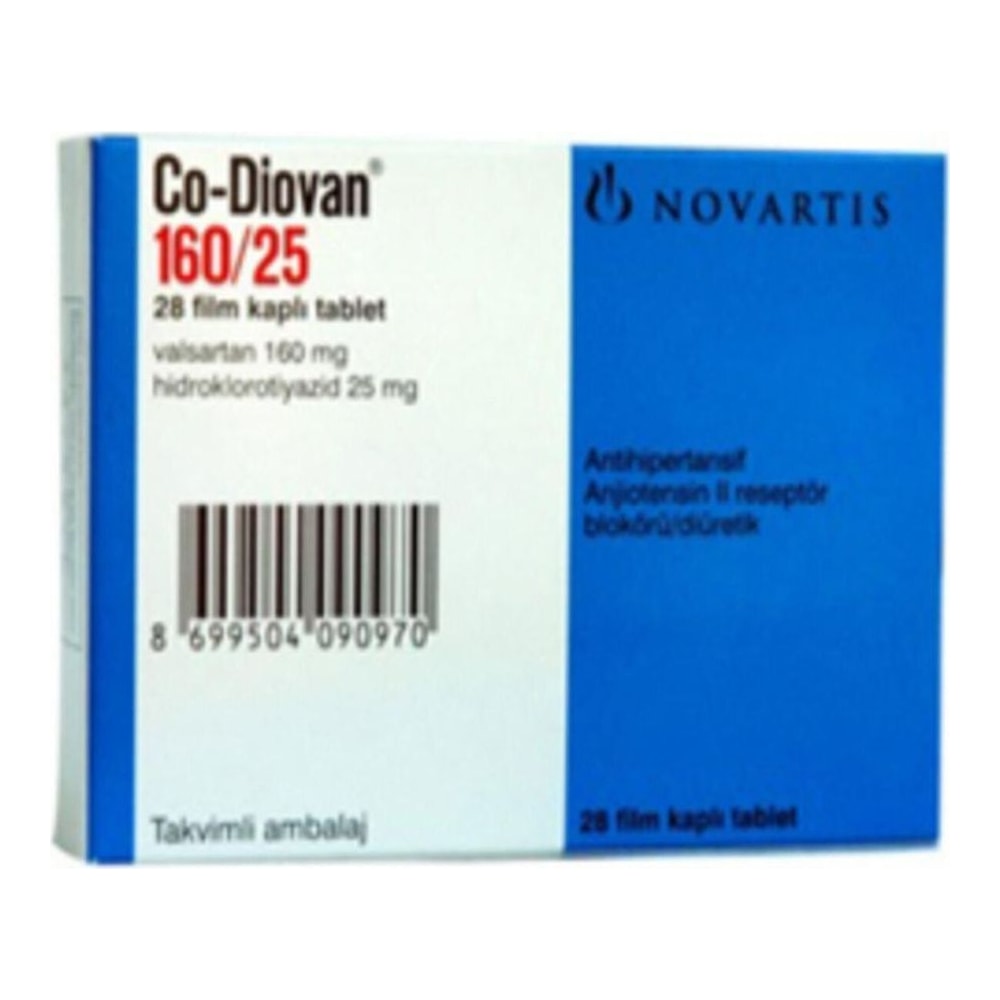 Co-Diovan®
160/25
28 film kaplı tablet
valsartan 160 mg
hidroklorotiyazid 25 mg
8 699504 090970
Takvimli ambalaj
NOVARTIS
Antihipertansif
Anjiotensin II reseptör
blokörü/diüretik
28 film kaplı tablet